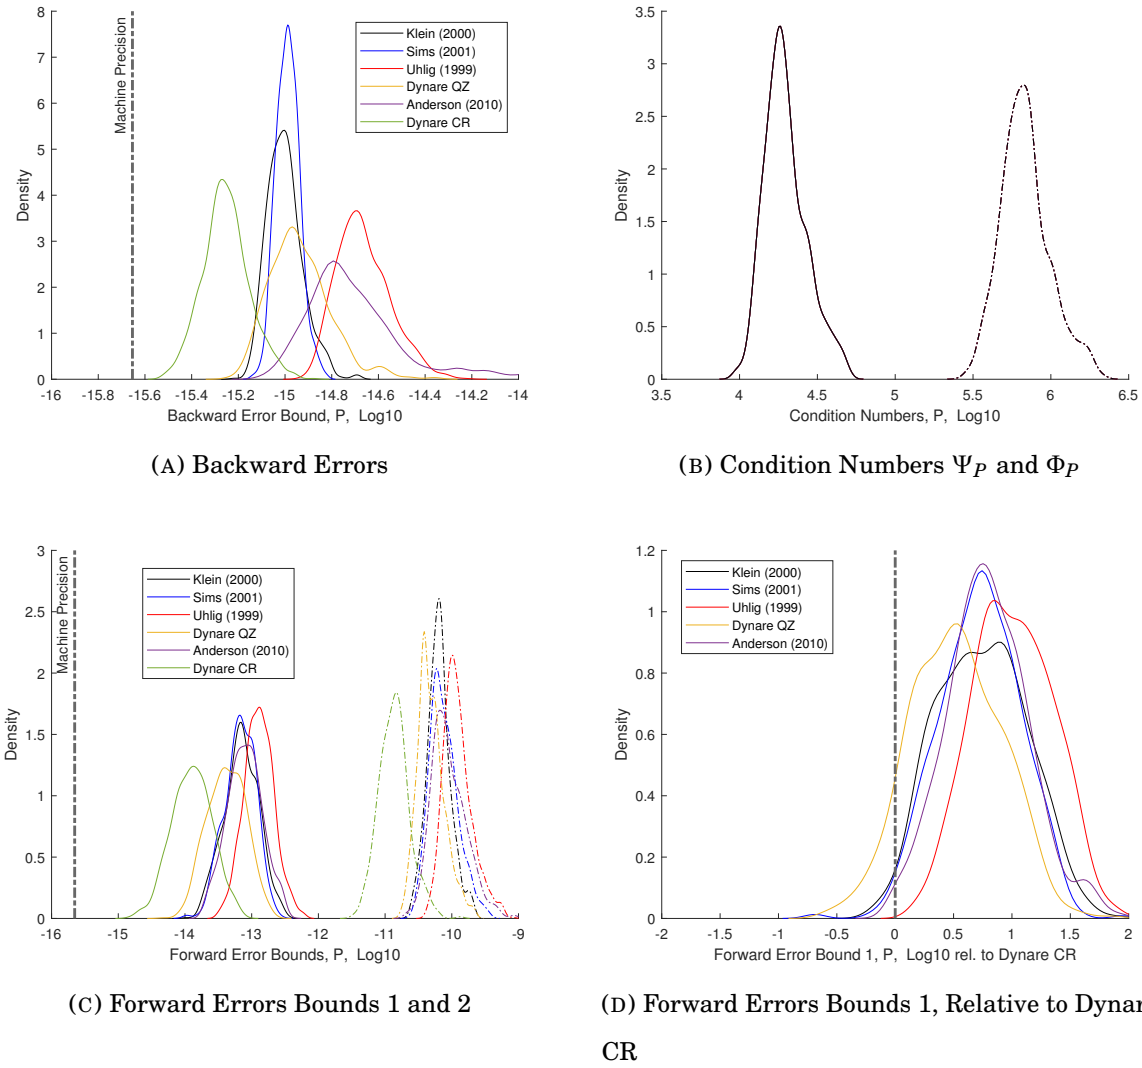 8
7
6
5
4
3
2
1
0
Density
Machine Precision
Klein (2000)
Sims (2001)
Uhlig (1999)
Dynare QZ
Anderson (2010)
Dynare CR
-16 -15.8 -15.6 -15.4 -15.2 -15 -14.8 -14.6 -14.4 -14.2 -14
Backward Error Bound, P, Log10
(A) Backward Errors
3.5
3
2.5
2
1.5
1
0.5
0
Density
3.5 4 4.5 5 5.5 6 6.5
Condition Numbers, P, Log10
(B) Condition Numbers Ψ_P and Φ_P
3
2.5
2
1.5
1
0.5
0
Density
Machine Precision
Klein (2000)
Sims (2001)
Uhlig (1999)
Dynare QZ
Anderson (2010)
Dynare CR
-16 -15 -14 -13 -12 -11 -10 -9
Forward Error Bounds, P, Log10
(C) Forward Errors Bounds 1 and 2
1.2
1
0.8
0.6
0.4
0.2
0
Density
Klein (2000)
Sims (2001)
Uhlig (1999)
Dynare QZ
Anderson (2010)
-2 -1.5 -1 -0.5 0 0.5 1 1.5 2
Forward Error Bound 1, P, Log10 rel. to Dynare CR
(D) Forward Errors Bounds 1, Relative to Dynar
CR